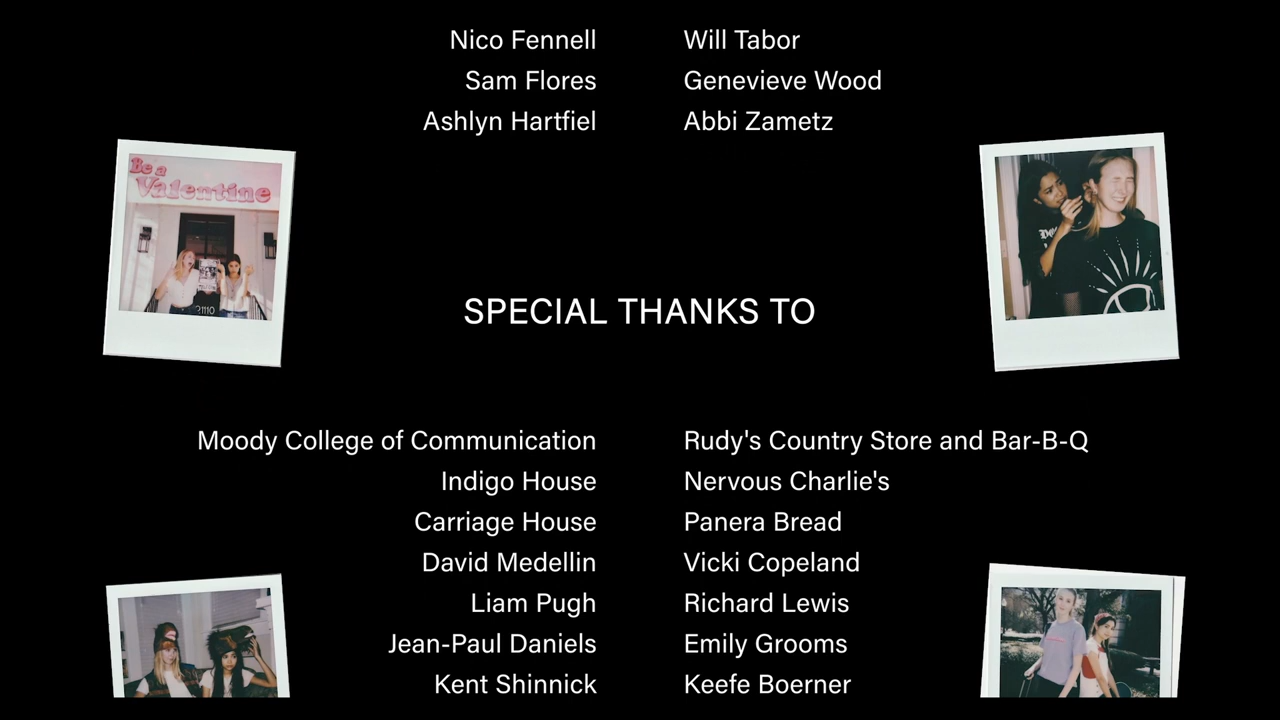 Nico Fennell Will Tabor
Sam Flores Genevieve Wood
Ashlyn Hartfiel Abbi Zametz
Be a
Valentine
2110
SPECIAL THANKS TO
Moody College of Communication Rudy's Country Store and Bar-B-Q
Indigo House Nervous Charlie's
Carriage House Panera Bread
David Medellin Vicki Copeland
Liam Pugh Richard Lewis
Jean-Paul Daniels Emily Grooms
Kent Shinnick Keefe Boerner